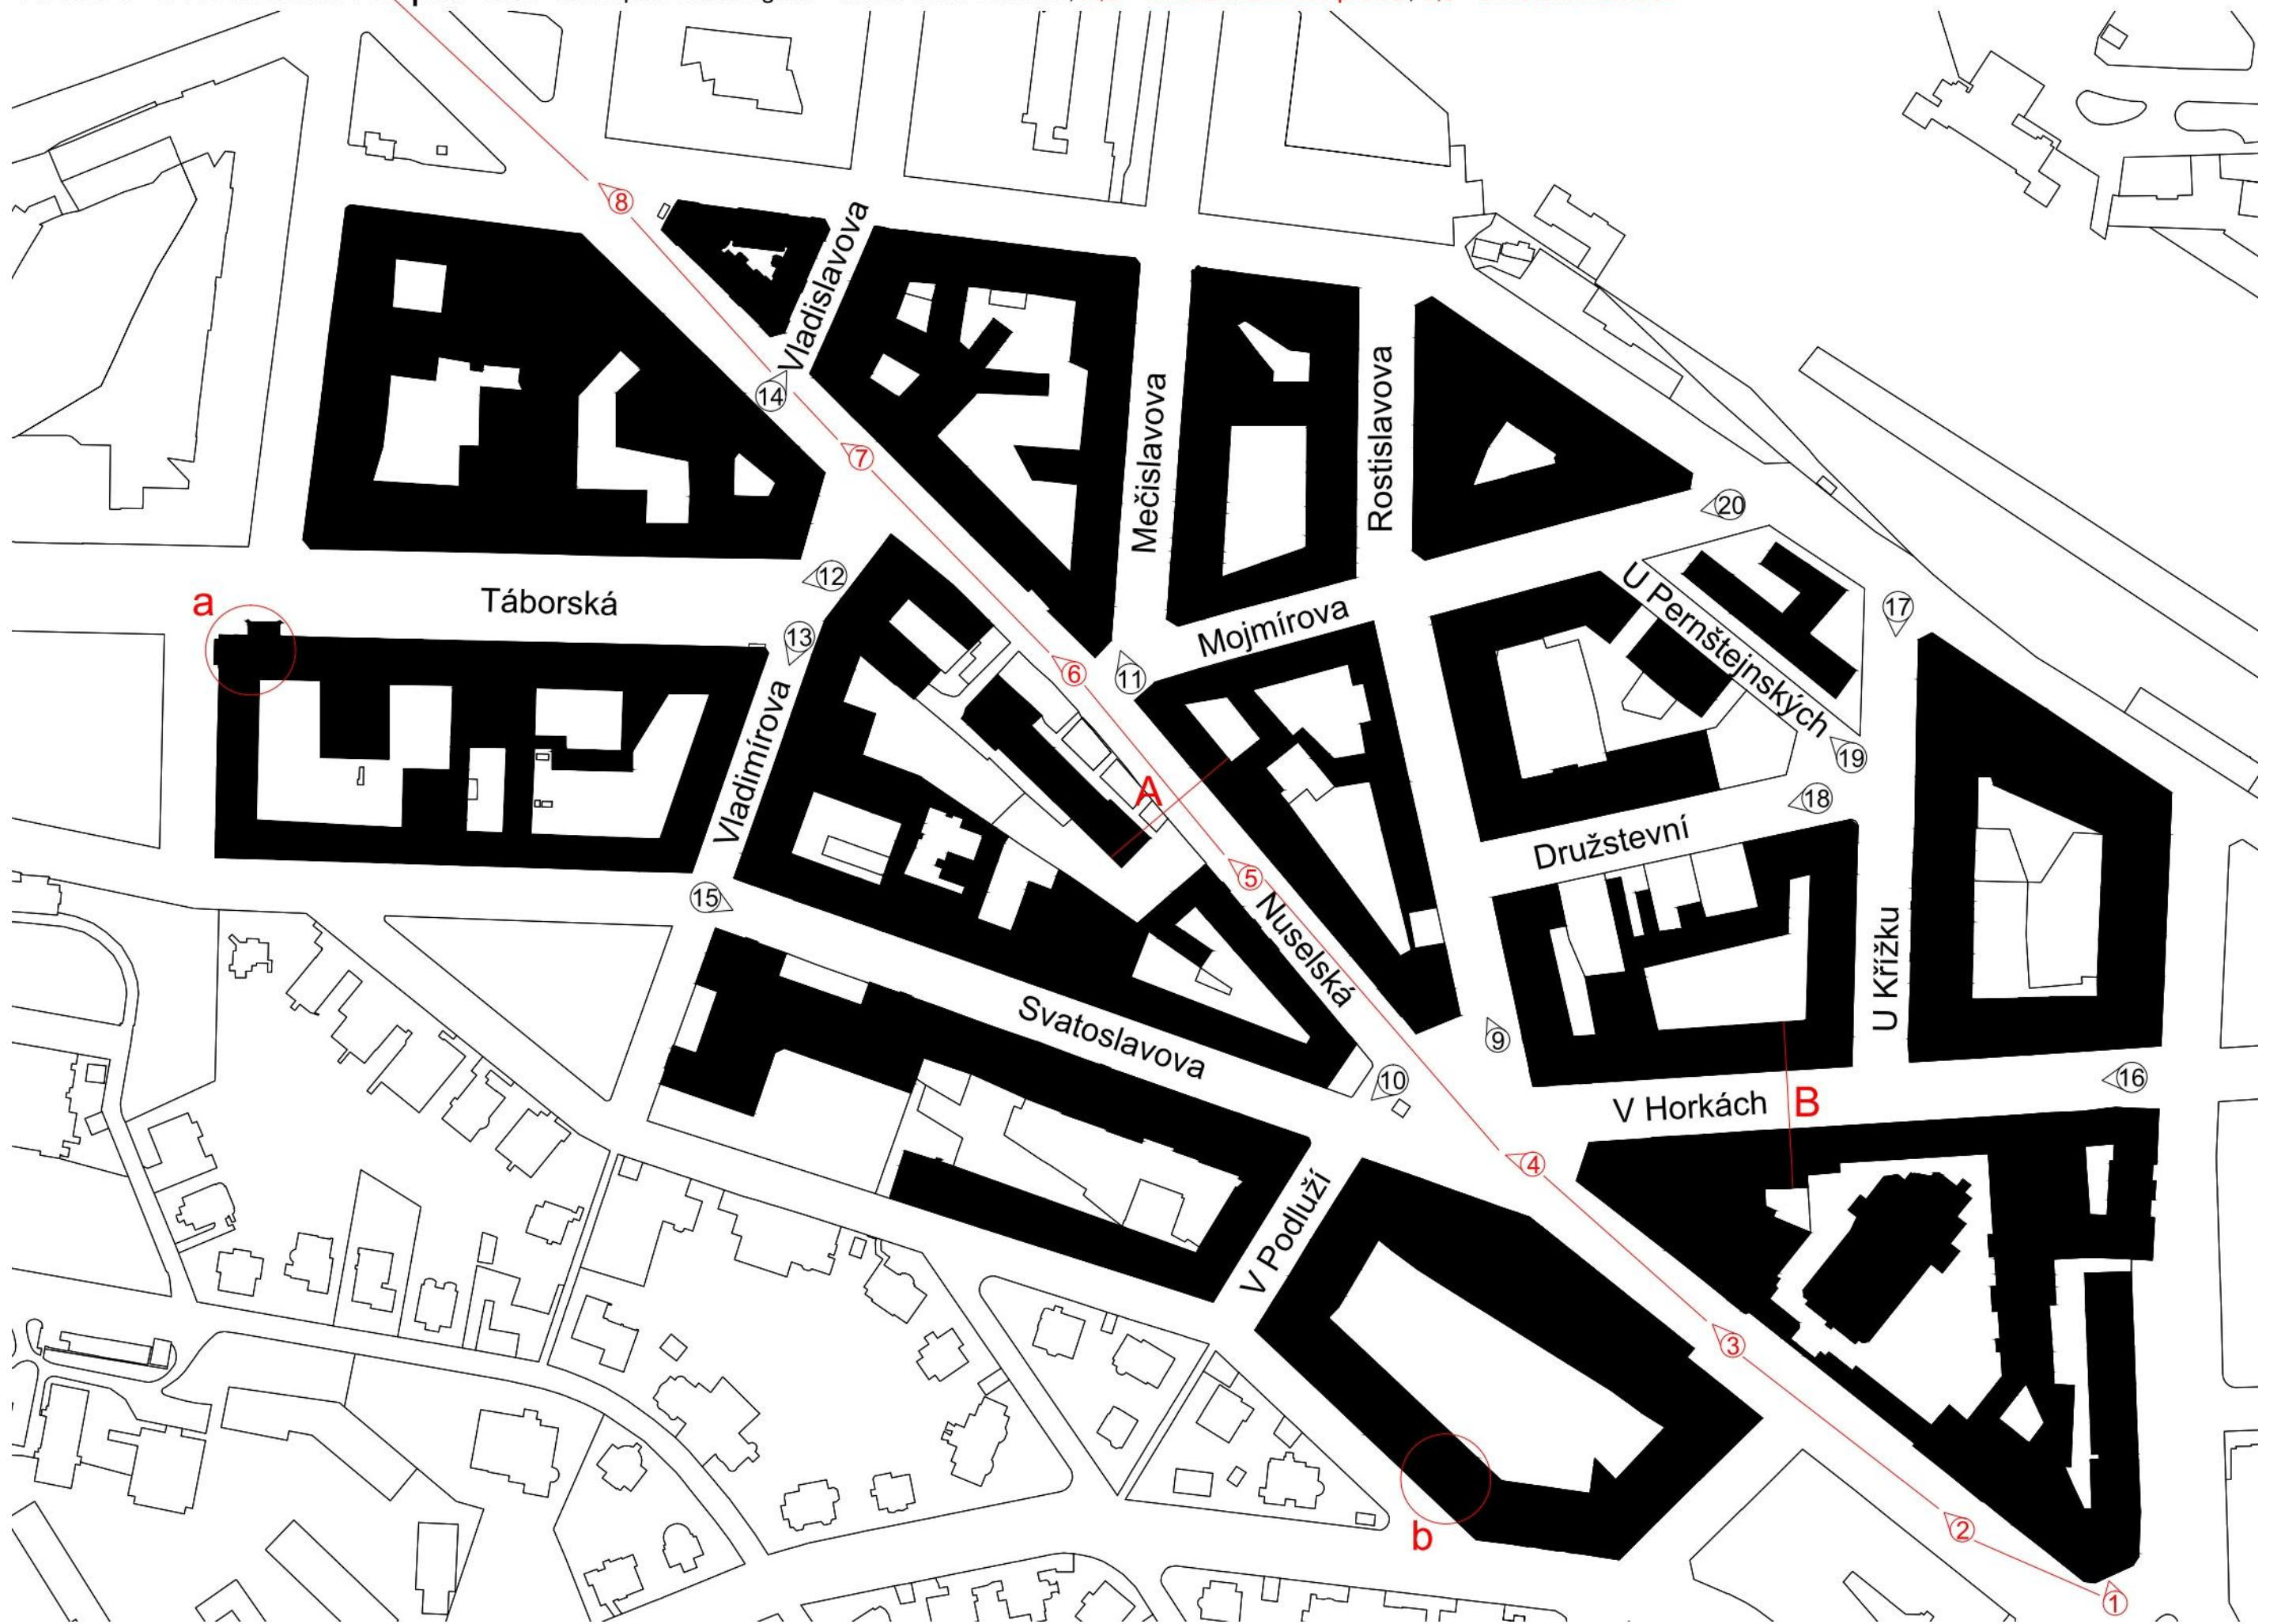 8
Vladislavova
14
7
Mečislavova
Rostislavova
20
12
Táborská
a
13
Mojmírova
U Pernštejnských
17
11
6
Vladimírova
A
19
18
Družstevní
15
5
Nuselská
U Křížku
Svatoslavova
9
10
16
V Horkách
B
4
V Podluží
3
b
2
1